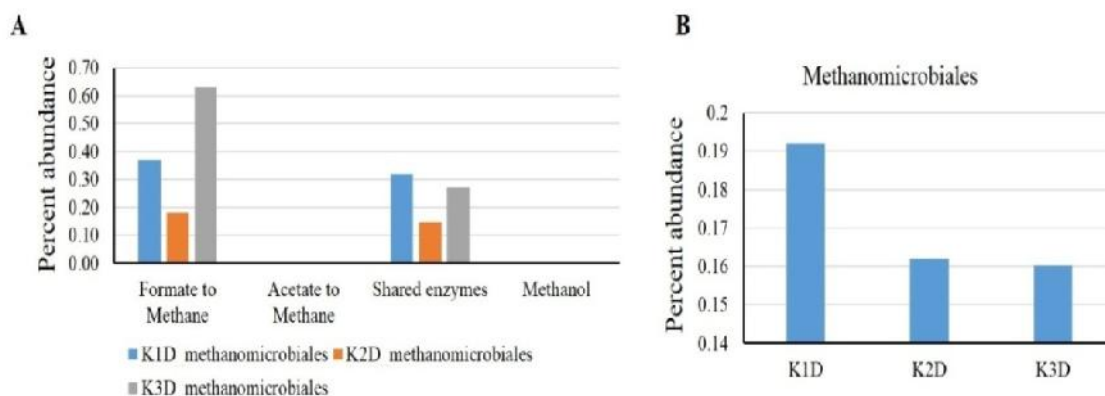 A
Percent abundance
0.70
0.60
0.50
0.40
0.30
0.20
0.10
0.00
Formate to
Methane
Acetate to
Methane
Shared enzymes
Methanol
K1D methanomicrobiales
K2D methanomicrobiales
K3D methanomicrobiales
B
Methanomicrobiales
Percent abundance
0.2
0.19
0.18
0.17
0.16
0.15
0.14
K1D
K2D
K3D